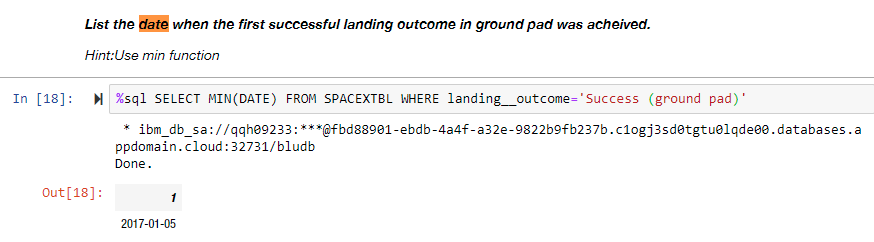 List the date when the first successful landing outcome in ground pad was acheived.
Hint:Use min function
In [18]: %sql SELECT MIN(DATE) FROM SPACEXTBL WHERE landing__outcome='Success (ground pad)'
* ibm_db_sa://qqh09233:***@fbd88901-ebdb-4a4f-a32e-9822b9fb237b.c1ogj3sd0tgtu0lqde00.databases.a
ppdomain.cloud:32731/bludb
Done.
Out[18]: 1
2017-01-05